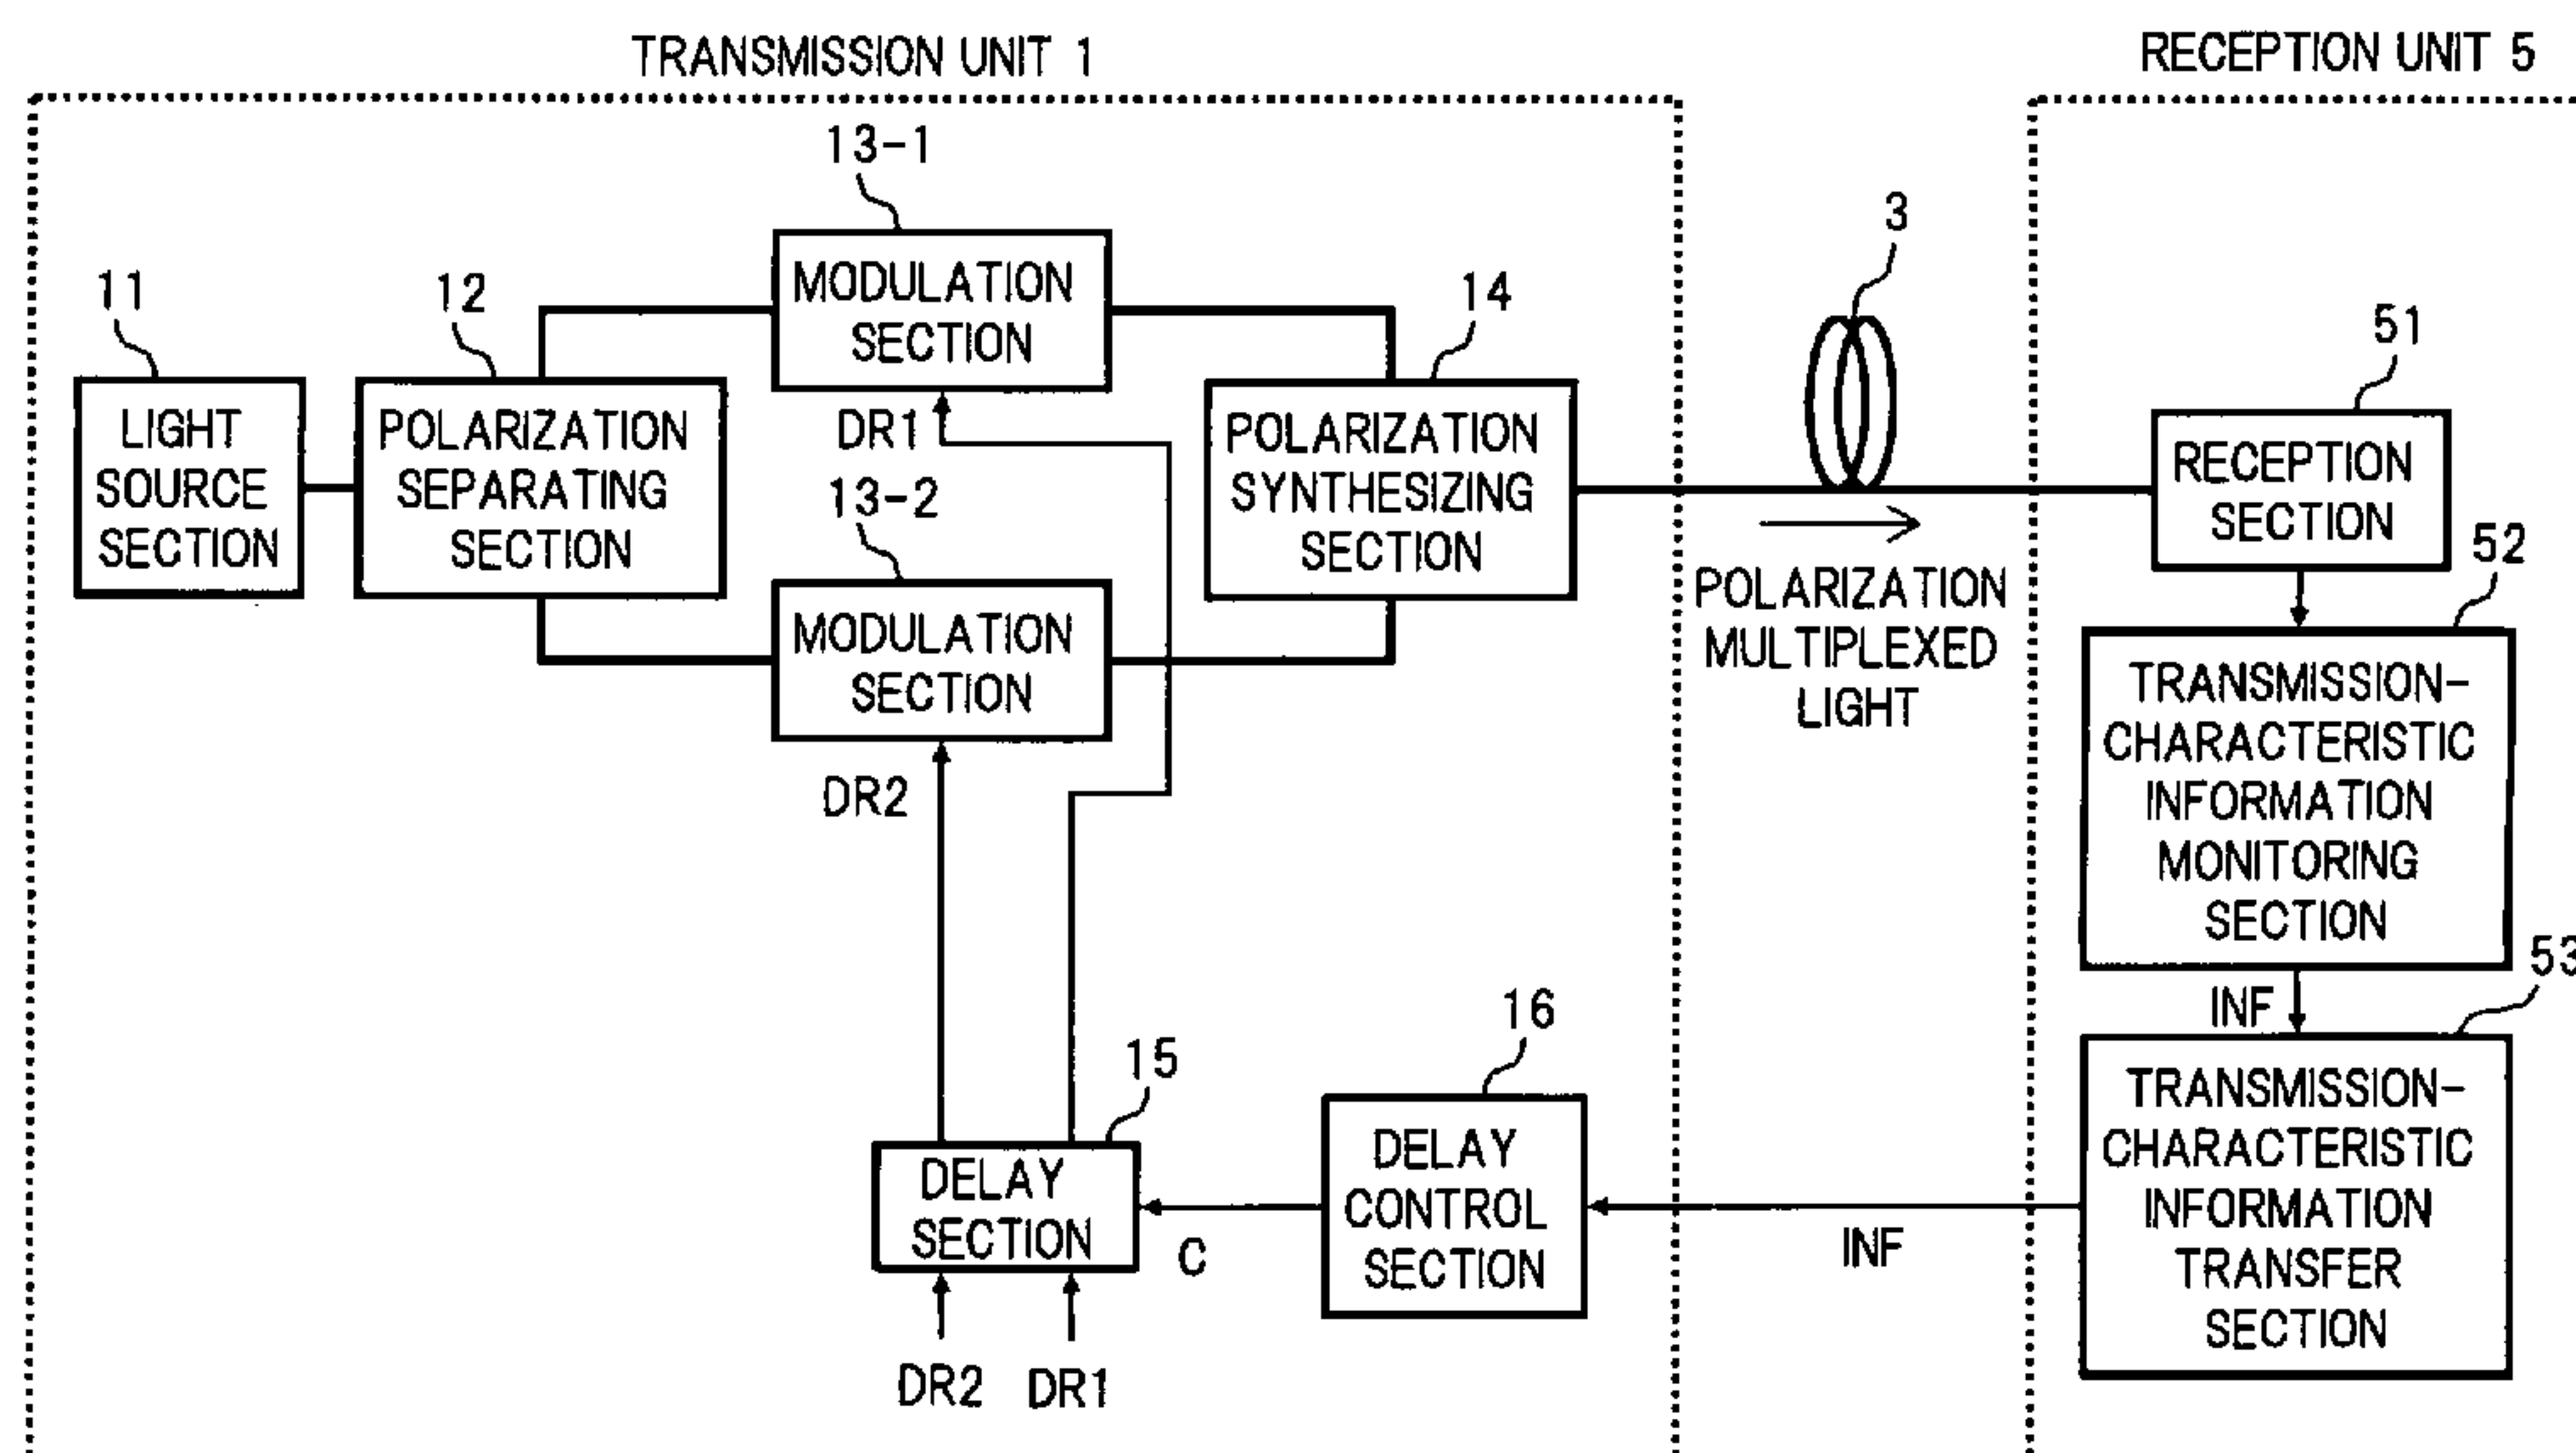 TRANSMISSION UNIT 1
RECEPTION UNIT 5
13-1
3
11
12
MODULATION
SECTION
14
51
LIGHT
SOURCE
SECTION
POLARIZATION
SEPARATING
SECTION
DR1
13-2
POLARIZATION
SYNTHESIZING
SECTION
RECEPTION
SECTION
52
MODULATION
SECTION
POLARIZATION
MULTIPLEXED
LIGHT
TRANSMISSION-
CHARACTERISTIC
INFORMATION
MONITORING
SECTION
DR2
53
INF
16
15
DELAY
SECTION
C
DELAY
CONTROL
SECTION
INF
TRANSMISSION-
CHARACTERISTIC
INFORMATION
TRANSFER
SECTION
DR2
DR1